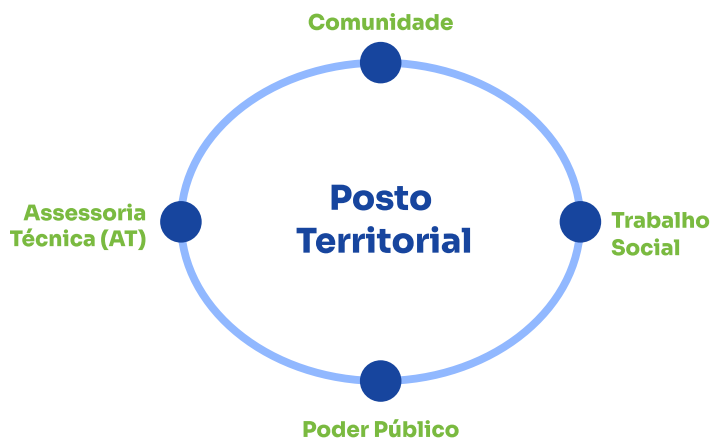 Comunidade
Posto
Territorial
Assessoria
Técnica (AT)
Trabalho
Social
Poder Público